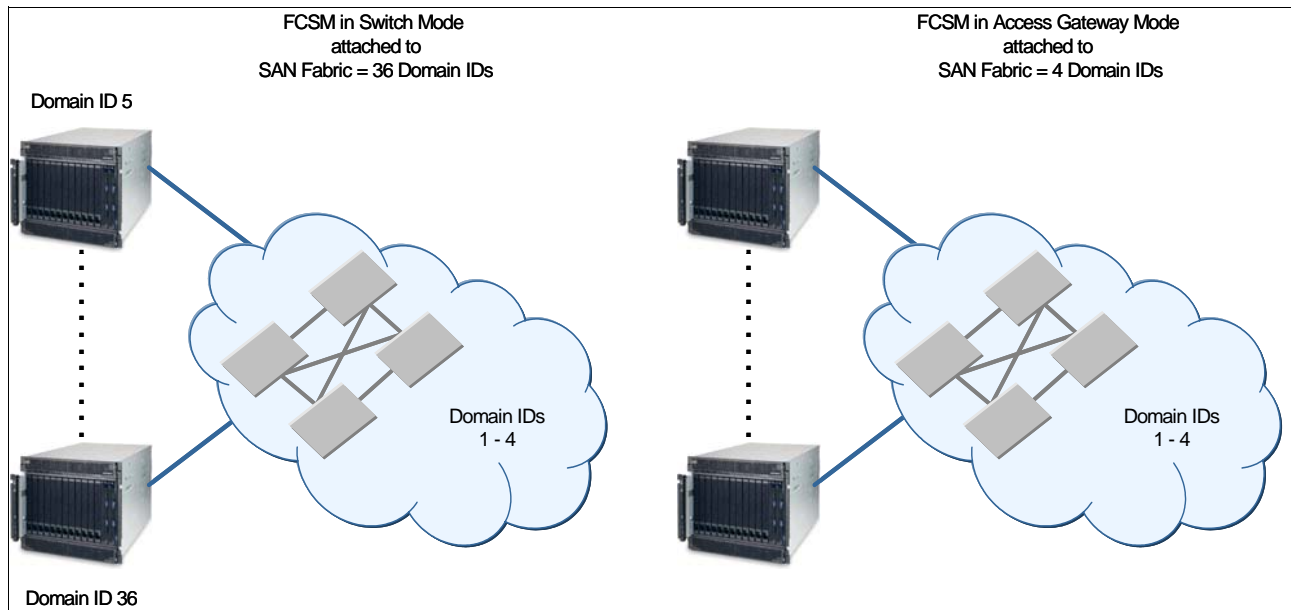 FCSM in Switch Mode
attached to
SAN Fabric = 36 Domain IDs
Domain ID 5
Domain IDs
1 - 4
Domain ID 36
FCSM in Access Gateway Mode
attached to
SAN Fabric = 4 Domain IDs
Domain IDs
1 - 4